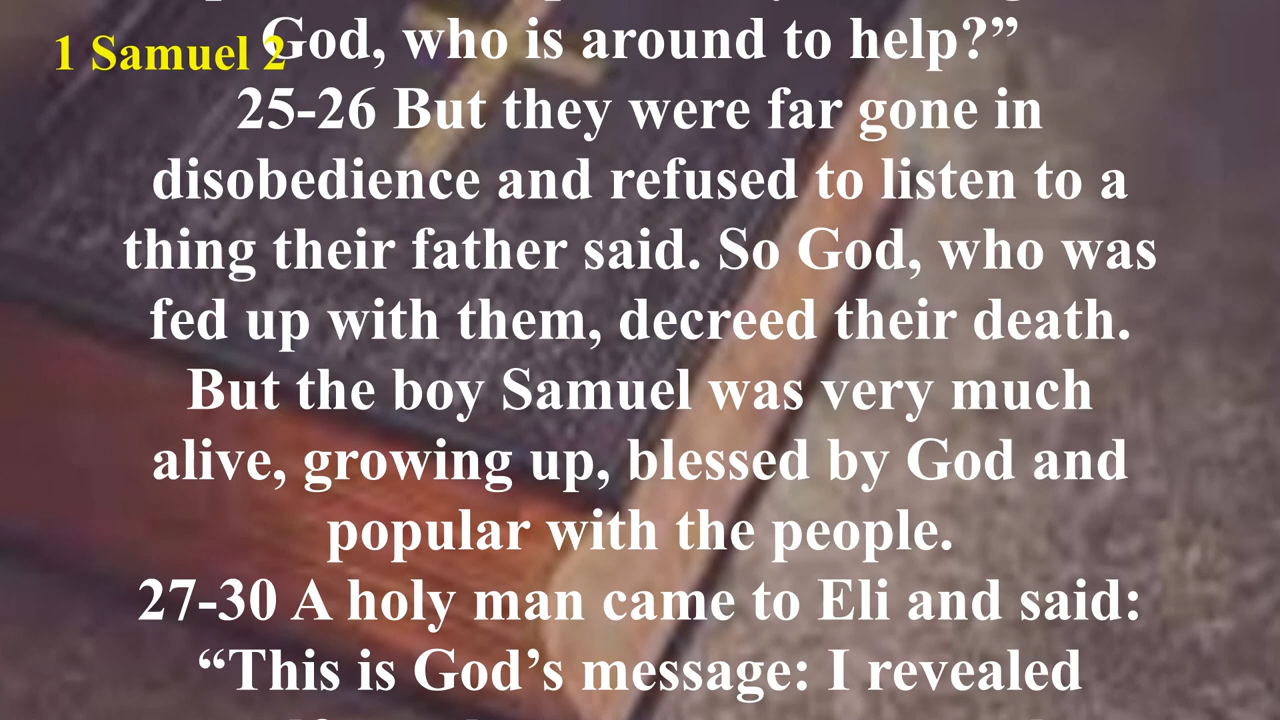 1 Samuel 2
God, who is around to help?”
25-26 But they were far gone in
disobedience and refused to listen to a
thing their father said. So God, who was
fed up with them, decreed their death.
But the boy Samuel was very much
alive, growing up, blessed by God and
popular with the people.
27-30 A holy man came to Eli and said:
“This is God’s message: I revealed